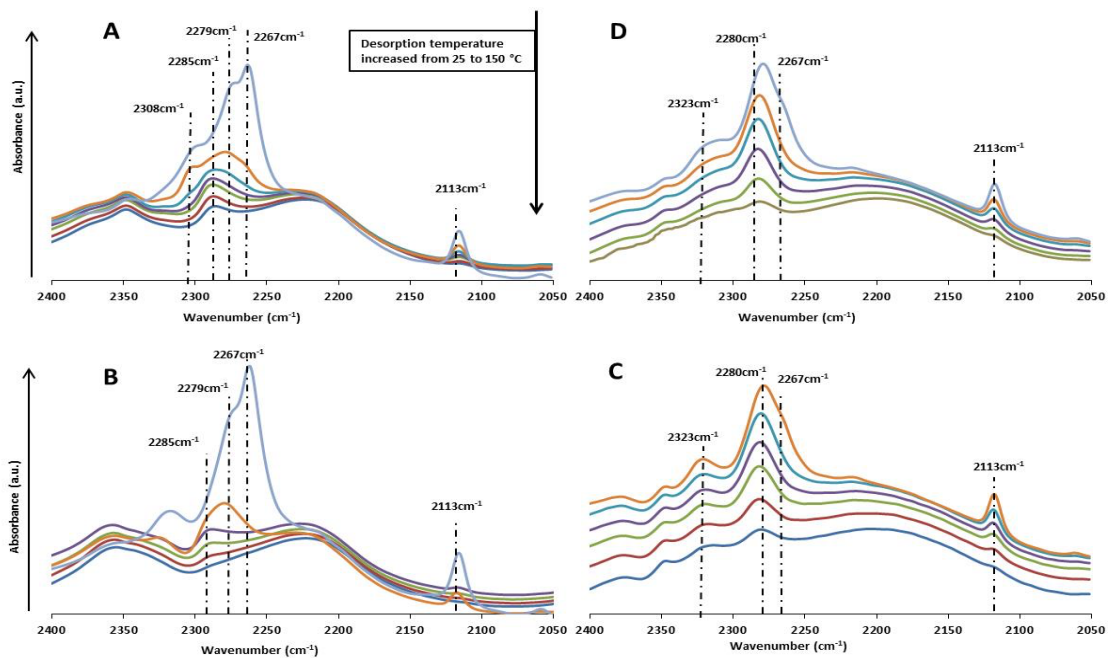 A
2279cm-1
2267cm-1
2285cm-1
2308cm-1
2113cm-1
Desorption temperature
increased from 25 to 150 °C
Absorbance (a.u.)
2400 2350 2300 2250 2200 2150 2100 2050
Wavenumber (cm-1)
D
2280cm-1
2267cm-1
2323cm-1
2113cm-1
2400 2350 2300 2250 2200 2150 2100 2050
Wavenumber (cm-1)
B
2267cm-1
2279cm-1
2285cm-1
2113cm-1
Absorbance (a.u.)
2400 2350 2300 2250 2200 2150 2100 2050
Wavenumber (cm-1)
C
2280cm-1
2267cm-1
2323cm-1
2113cm-1
2400 2350 2300 2250 2200 2150 2100 2050
Wavenumber (cm-1)